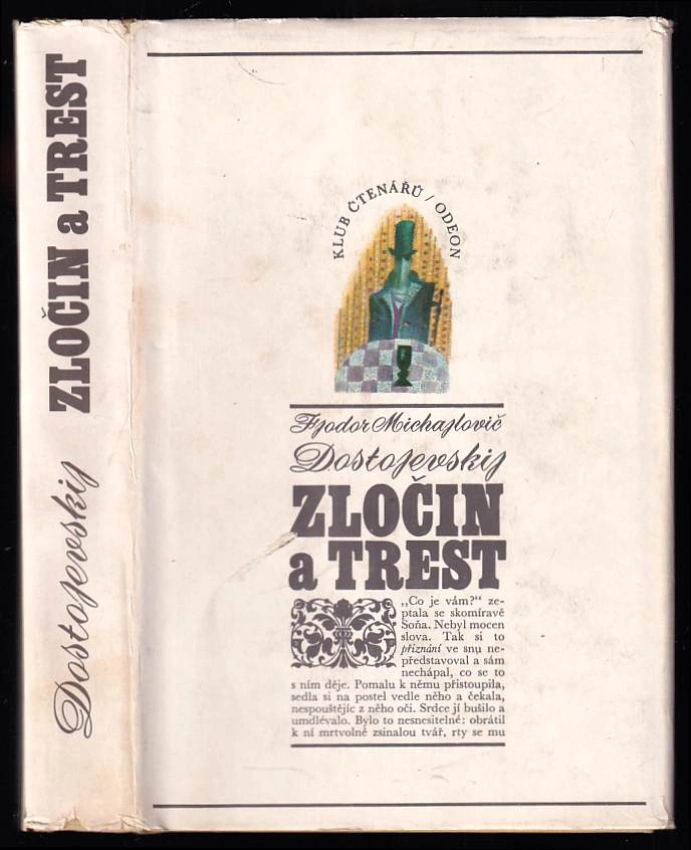 Dostojevskij ZLOČIN a TREST
KLUB ČTENÁŘŮ / ODEON
Fjodor Michajlovič
Dostojevskij
ZLOČIN
a TREST
„Co je vám?“ ze-
ptala se skomíravě
Soňa. Nebyl mocen
slova. Tak si to
přiznání ve snu ne-
představoval a sám
nechápal, co se to
s ním děje. Pomalu k němu přistoupila,
sedla si na postel vedle něho a čekala,
nespouštějíc z něho oči. Srdce jí bušilo a
umdlévalo. Bylo to nesnesitelné: obrátil
k ní mrtvolně zsinalou tvář, rty se mu